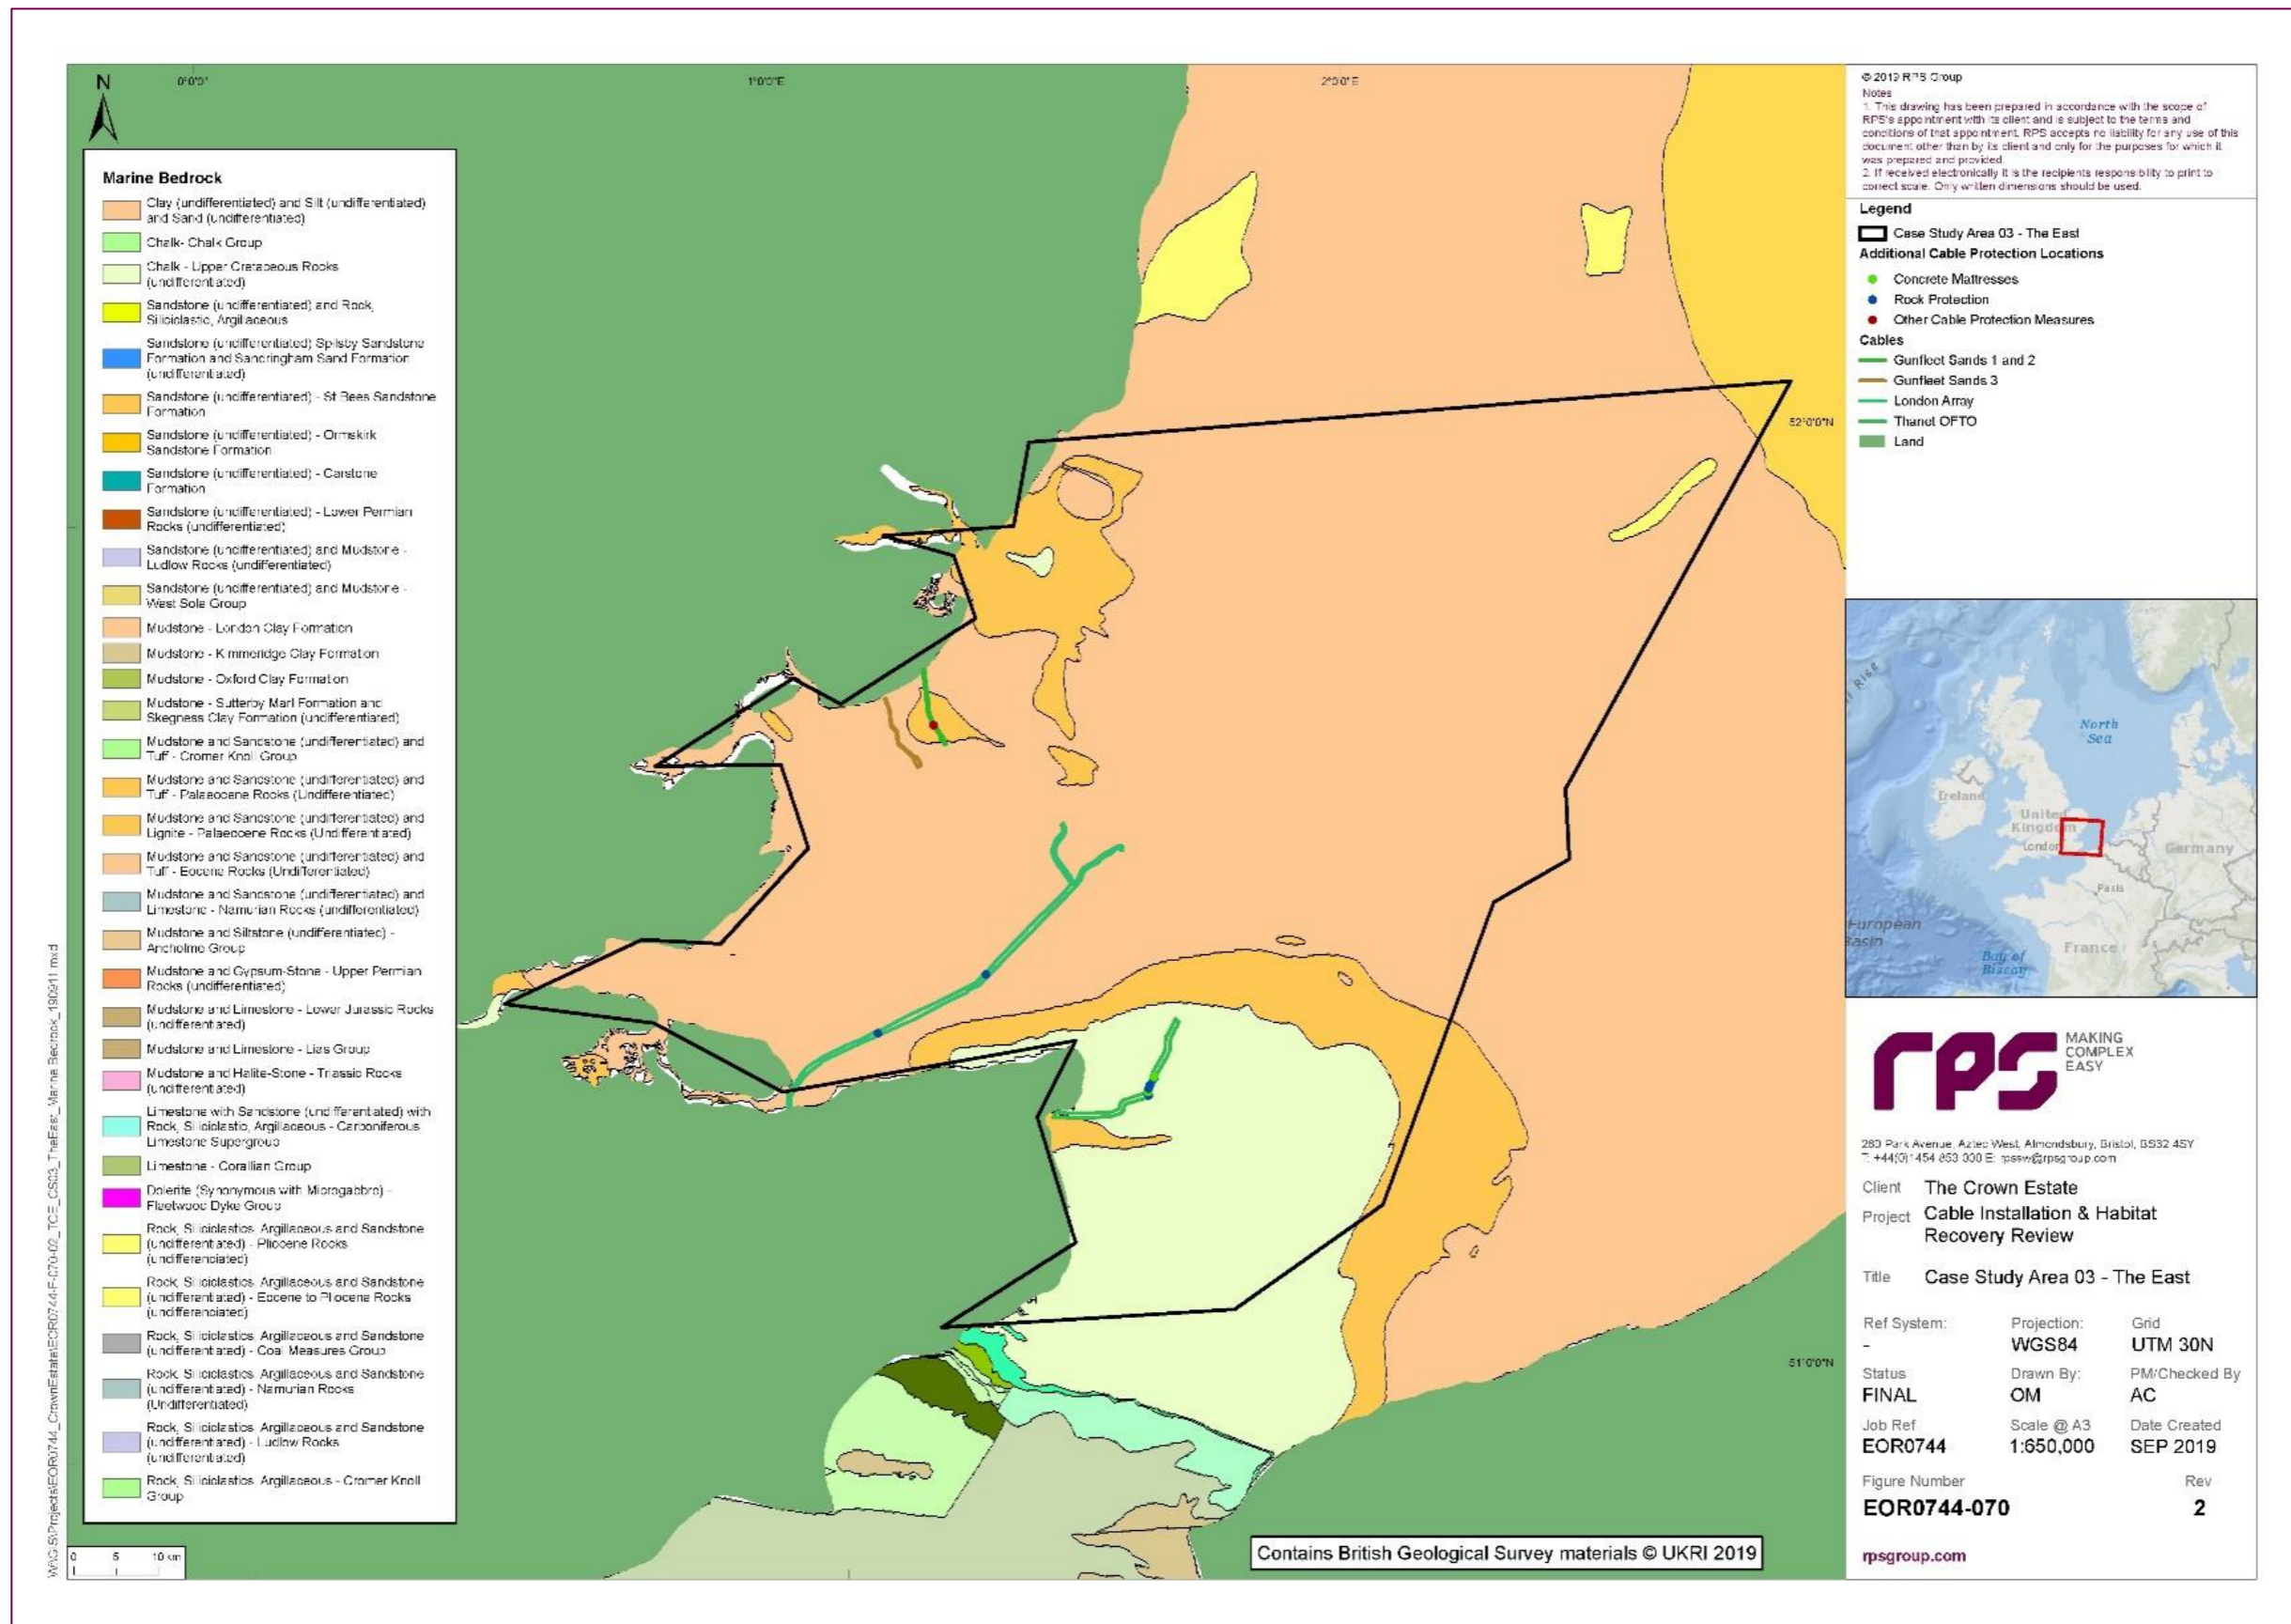 N
0°0'0"
1°0'0"E
2°0'0"E
52°0'0"N
51°0'0"N
Marine Bedrock
Clay (undifferentiated) and Silt (undifferentiated)
and Sand (undifferentiated)
Chalk- Chalk Group
Chalk - Upper Cretaceous Rocks
(undifferentiated)
Sandstone (undifferentiated) and Rock,
Siliciclastic, Argillaceous
Sandstone (undifferentiated) Spilsby Sandstone
Formation and Sandringham Sand Formation
(undifferentiated)
Sandstone (undifferentiated) - St Bees Sandstone
Formation
Sandstone (undifferentiated) - Ormskirk
Sandstone Formation
Sandstone (undifferentiated) - Carstone
Formation
Sandstone (undifferentiated) - Lower Permian
Rocks (undifferentiated)
Sandstone (undifferentiated) and Mudstone -
Ludlow Rocks (undifferentiated)
Sandstone (undifferentiated) and Mudstone -
West Sole Group
Mudstone - London Clay Formation
Mudstone - Kimmeridge Clay Formation
Mudstone - Oxford Clay Formation
Mudstone - Sutterby Marl Formation and
Skegness Clay Formation (undifferentiated)
Mudstone and Sandstone (undifferentiated) and
Tuff - Cromer Knoll Group
Mudstone and Sandstone (undifferentiated) and
Tuff - Palaeocene Rocks (Undifferentiated)
Mudstone and Sandstone (undifferentiated) and
Lignite - Palaeocene Rocks (Undifferentiated)
Mudstone and Sandstone (undifferentiated) and
Tuff - Eocene Rocks (Undifferentiated)
Mudstone and Sandstone (undifferentiated) and
Limestone - Namurian Rocks (undifferentiated)
Mudstone and Siltstone (undifferentiated) -
Ancholme Group
Mudstone and Gypsum-Stone - Upper Permian
Rocks (undifferentiated)
Mudstone and Limestone - Lower Jurassic Rocks
(undifferentiated)
Mudstone and Limestone - Lias Group
Mudstone and Halite-Stone - Triassic Rocks
(undifferentiated)
Limestone with Sandstone (undifferentiated) with
Rock, Siliciclastic, Argillaceous - Carboniferous
Limestone Supergroup
Limestone - Corallian Group
Dolerite (Synonymous with Microgabbro) -
Fleetwood Dyke Group
Rock, Siliciclastics, Argillaceous and Sandstone
(undifferentiated) - Pliocene Rocks
(undifferenciated)
Rock, Siliciclastics, Argillaceous and Sandstone
(undifferentiated) - Eocene to Pliocene Rocks
(undifferenciated)
Rock, Siliciclastics, Argillaceous and Sandstone
(undifferentiated) - Coal Measures Group
Rock, Siliciclastics, Argillaceous and Sandstone
(undifferentiated) - Namurian Rocks
(Undifferentiated)
Rock, Siliciclastics, Argillaceous and Sandstone
(undifferentiated) - Ludlow Rocks
(undifferentiated)
Rock, Siliciclastics, Argillaceous - Cromer Knoll
Group
0 5 10 km
Contains British Geological Survey materials © UKRI 2019
© 2019 RPS Group
Notes
1. This drawing has been prepared in accordance with the scope of
RPS's appointment with its client and is subject to the terms and
conditions of that appointment. RPS accepts no liability for any use of this
document other than by its client and only for the purposes for which it
was prepared and provided.
2. If received electronically it is the recipients responsibility to print to
correct scale. Only written dimensions should be used.
Legend
Case Study Area 03 - The East
Additional Cable Protection Locations
Concrete Mattresses
Rock Protection
Other Cable Protection Measures
Cables
Gunfleet Sands 1 and 2
Gunfleet Sands 3
London Array
Thanet OFTO
Land
North
Sea
Ireland
United
Kingdom
London
Germany
Paris
France
European
Basin
Bay of
Biscay
rps
MAKING
COMPLEX
EASY
260 Park Avenue, Aztec West, Almondsbury, Bristol, BS32 4SY
T: +44(0)1454 853 000 E: rpssw@rpsgroup.com
Client The Crown Estate
Project Cable Installation & Habitat
Recovery Review
Title Case Study Area 03 - The East
Ref System: Projection: Grid
- WGS84 UTM 30N
Status Drawn By: PM/Checked By
FINAL OM AC
Job Ref Scale @ A3 Date Created
EOR0744 1:650,000 SEP 2019
Figure Number Rev
EOR0744-070 2
rpsgroup.com